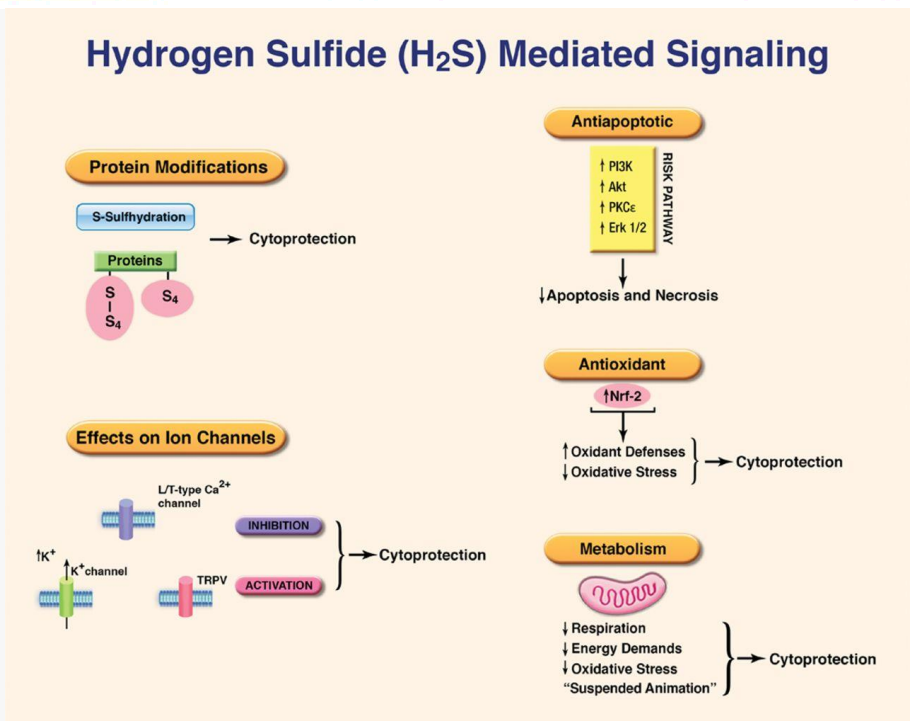 Hydrogen Sulfide (H₂S) Mediated Signaling
Protein Modifications
S-Sulfhydration
Proteins
S
S₄
S₄
→ Cytoprotection
Effects on Ion Channels
L/T-type Ca²⁺
channel
↑K⁺
K⁺channel
TRPV
INHIBITION
ACTIVATION
→ Cytoprotection
Antiapoptotic
↑ PI3K
↑ Akt
↑ PKCε
↑ Erk 1/2
RISK PATHWAY
↓Apoptosis and Necrosis
Antioxidant
↑Nrf-2
↑Oxidant Defenses
↓Oxidative Stress
→ Cytoprotection
Metabolism
↓Respiration
↓Energy Demands
↓Oxidative Stress
“Suspended Animation”
→ Cytoprotection